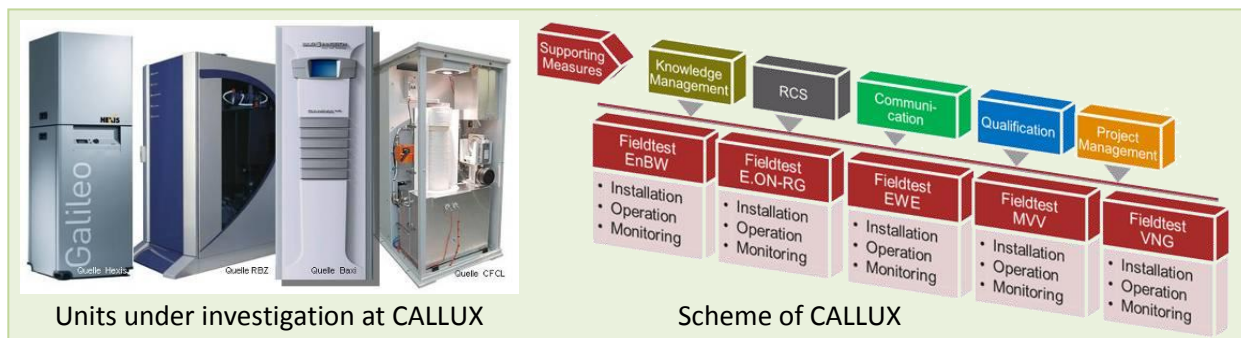 HEXIS
Galileo
Quelle Hexis
Quelle RBZ
Quelle Baxi
Quelle CFCL
Units under investigation at CALLUX
Supporting
Measures
Knowledge
Management
RCS
Communi-
cation
Qualification
Project
Management
Fieldtest
EnBW
• Installation
• Operation
• Monitoring
Fieldtest
E.ON-RG
• Installation
• Operation
• Monitoring
Fieldtest
EWE
• Installation
• Operation
• Monitoring
Fieldtest
MVV
• Installation
• Operation
• Monitoring
Fieldtest
VNG
• Installation
• Operation
• Monitoring
Scheme of CALLUX